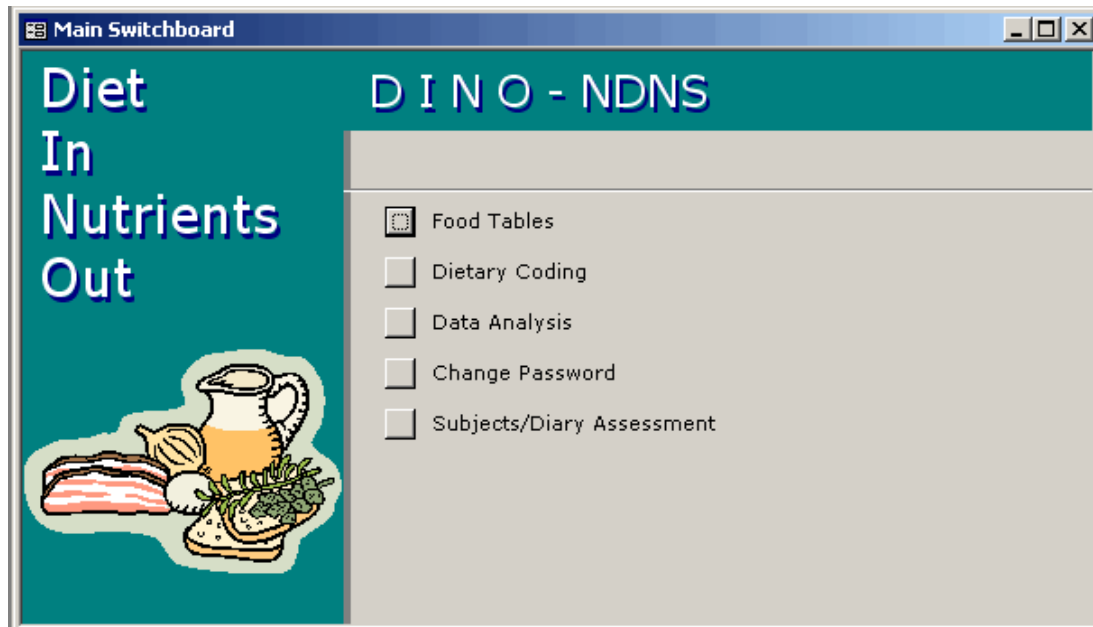 Main Switchboard
Diet
In
Nutrients
Out
D I N O - NDNS
Food Tables
Dietary Coding
Data Analysis
Change Password
Subjects/Diary Assessment